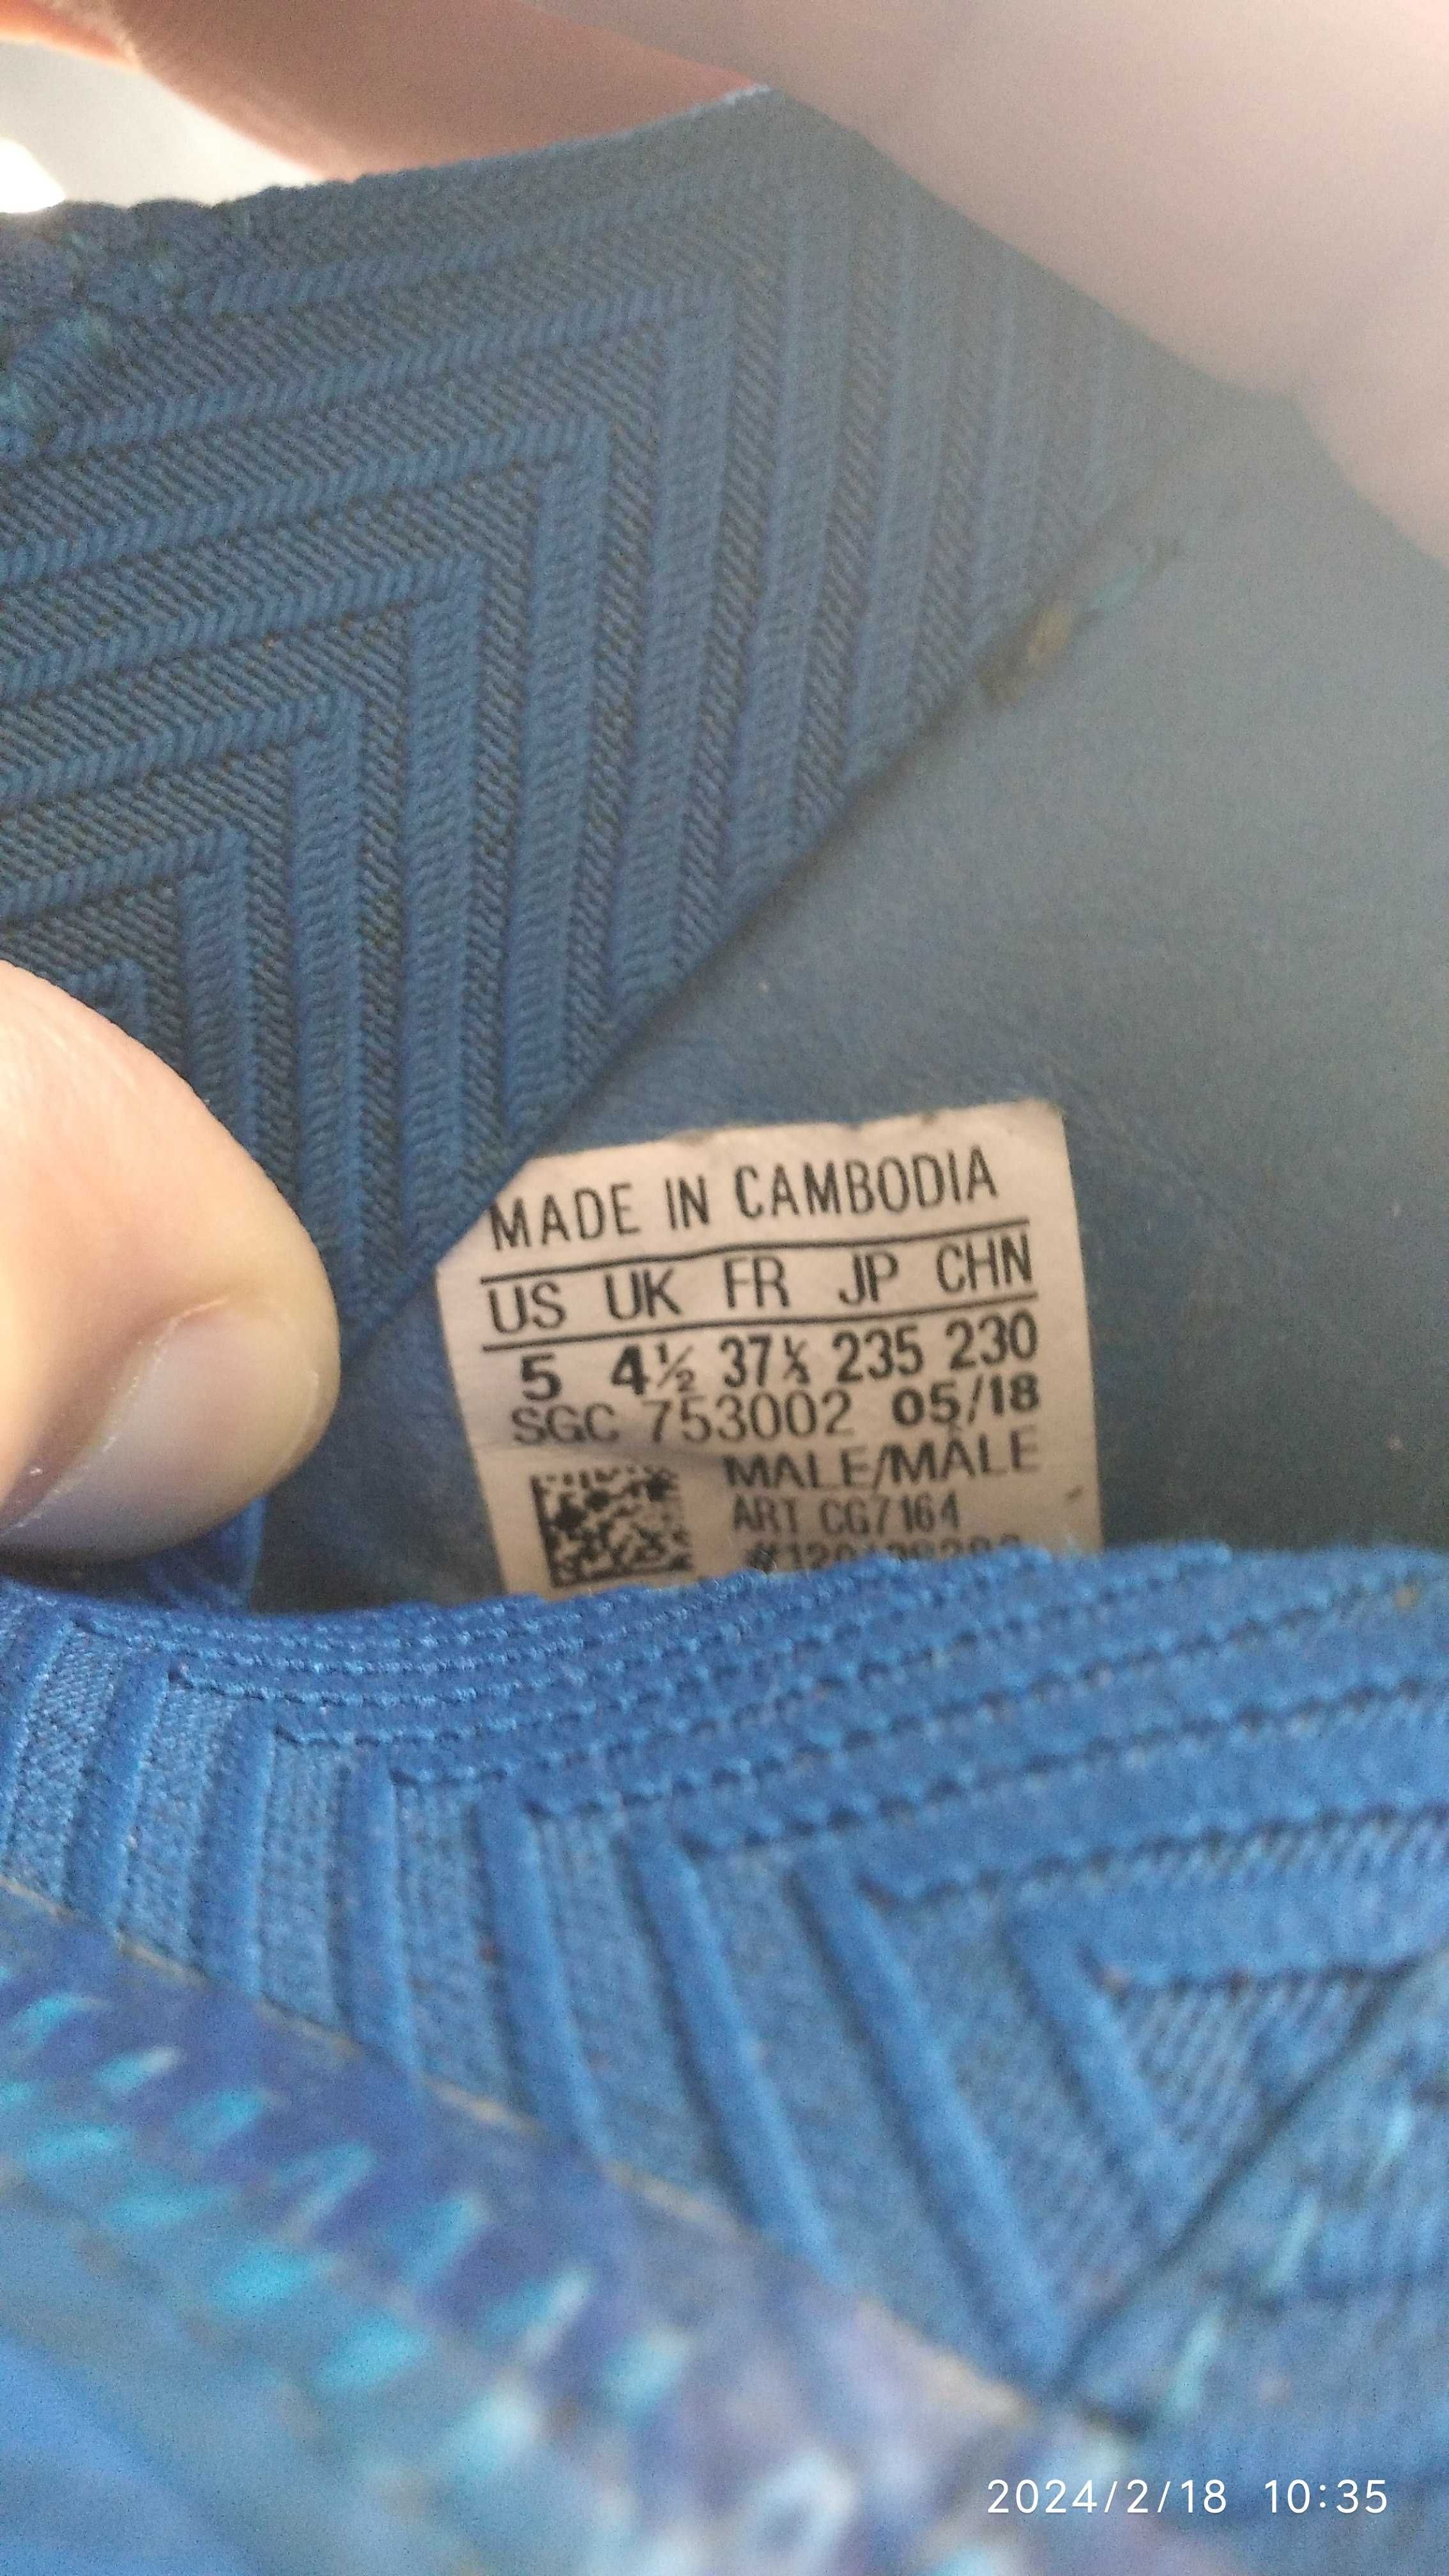 MADE IN CAMBODIA
US UK FR JP CHN
5 4½ 37⅓ 235 230
SGC 753002 05/18
MALE/MÂLE
ART CG7164
2024/2/18 10:35